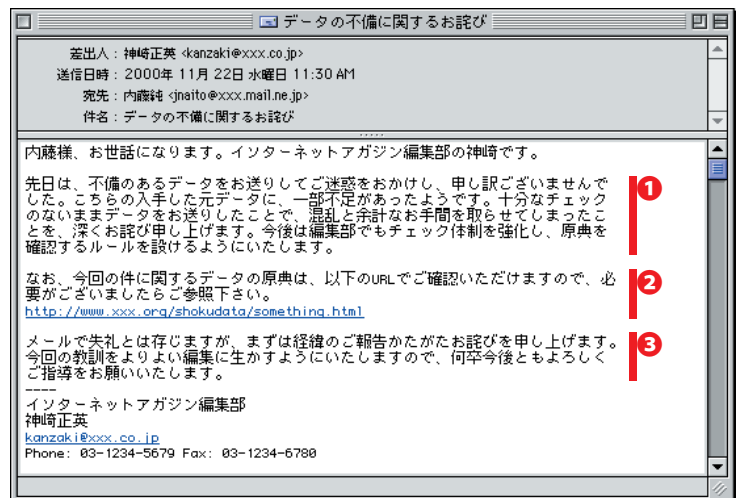 データの不備に関するお詫び
差出人：神崎正英 <kanzaki@xxx.co.jp>
送信日時：2000年 11月 22日 水曜日 11:30 AM
宛先：内藤純 <jnaito@xxx.mail.ne.jp>
件名：データの不備に関するお詫び
内藤様、お世話になります。インターネットアガジン編集部の神崎です。
先日は、不備のあるデータをお送りしてご迷惑をおかけし、申し訳ございませんで
した。こちらの入手した元データに、一部不足があったようです。十分なチェック
のないままデータをお送りしたことで、混乱と余計なお手間を取らせてしまったこ
とを、深くお詫び申し上げます。今後は編集部でもチェック体制を強化し、原典を
確認するルールを設けるようにいたします。
❶
なお、今回の件に関するデータの原典は、以下のURLでご確認いただけますので、必
要がございましたらご参照下さい。
http://www.xxx.org/shokudata/something.html
❷
メールで失礼とは存じますが、まずは経緯のご報告かたがたお詫びを申し上げます。
今回の教訓をよりよい編集に生かすようにいたしますので、何卒今後ともよろしく
ご指導をお願いいたします。
❸
----
インターネットアガジン編集部
神崎正英
kanzaki@xxx.co.jp
Phone: 03-1234-5679 Fax: 03-1234-6780